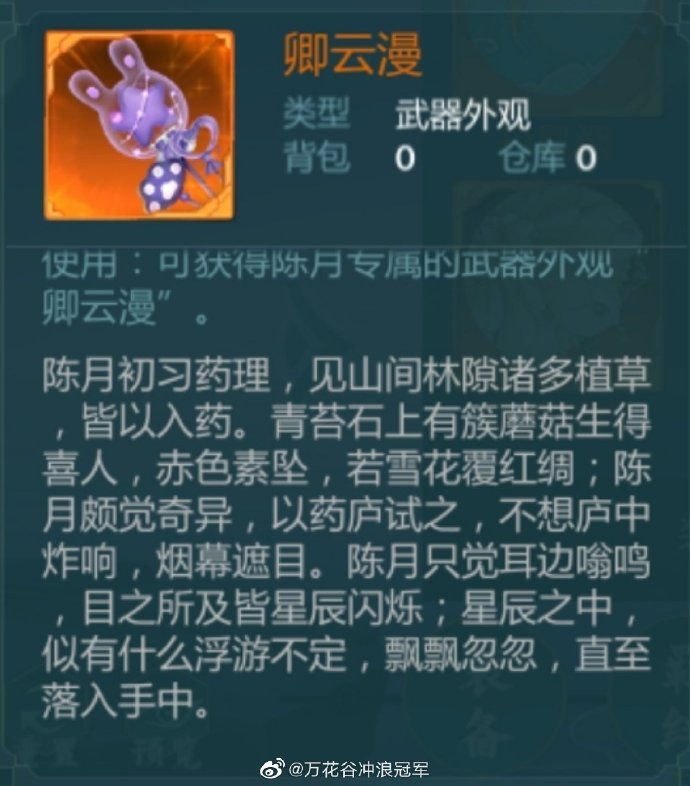 卿云漫
类型 武器外观
背包 0 仓库 0
使用：可获得陈月专属的武器外观“
卿云漫”。
陈月初习药理，见山间林隙诸多植草
，皆以入药。青苔石上有簇蘑菇生得
喜人，赤色素坠，若雪花覆红绸；陈
月颇觉奇异，以药庐试之，不想庐中
炸响，烟幕遮目。陈月只觉耳边嗡鸣
，目之所及皆星辰闪烁；星辰之中，
似有什么浮游不定，飘飘忽忽，直至
落入手中。
装备
预览
@万花谷冲浪冠军